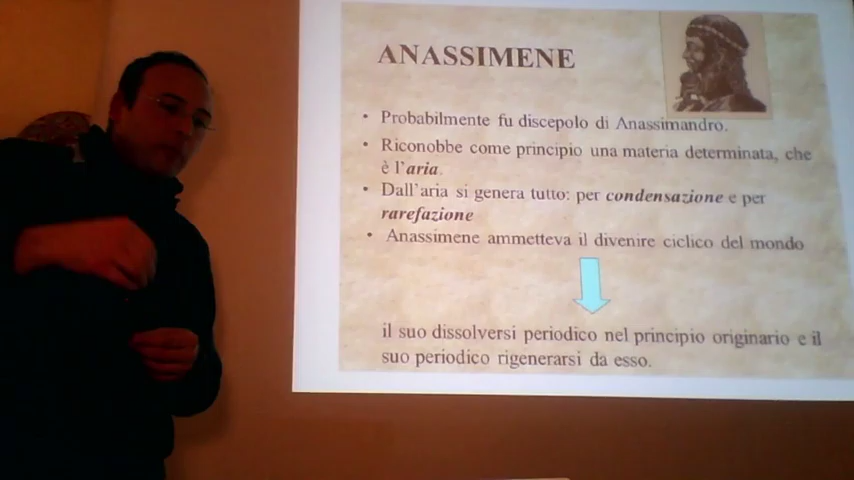 ANASSIMENE
• Probabilmente fu discepolo di Anassimandro.
• Riconobbe come principio una materia determinata, che
è l'aria.
• Dall'aria si genera tutto: per condensazione e per
rarefazione
• Anassimene ammetteva il divenire ciclico del mondo
il suo dissolversi periodico nel principio originario e il
suo periodico rigenerarsi da esso.